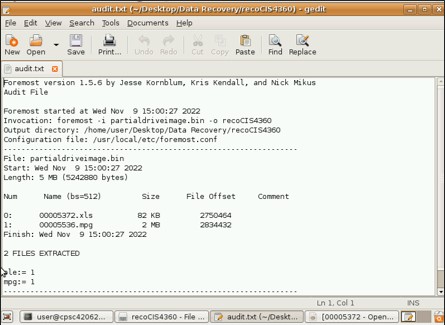 audit.txt (~/Desktop/Data Recovery/recoCIS4360) - gedit
File Edit View Search Tools Documents Help
New Open Save Print... Undo Redo Cut Copy Paste Find Replace
audit.txt
Foremost version 1.5.6 by Jesse Kornblum, Kris Kendall, and Nick Mikus
Audit File
Foremost started at Wed Nov  9 15:00:27 2022
Invocation: foremost -i partialdriveimage.bin -o recoCIS4360
Output directory: /home/user/Desktop/Data Recovery/recoCIS4360
Configuration file: /usr/local/etc/foremost.conf
------------------------------------------------------------------
File: partialdriveimage.bin
Start: Wed Nov  9 15:00:27 2022
Length: 5 MB (5242880 bytes)
Num Name (bs=512) Size File Offset Comment
0: 00005372.xls 82 KB 2750464
1: 00005536.mpg 2 MB 2834432
Finish: Wed Nov  9 15:00:27 2022
2 FILES EXTRACTED
ole:= 1
mpg:= 1
------------------------------------------------------------------
Ln 1, Col 1 INS
user@cpsc42062... recoCIS4360 - File ... audit.txt (~/Deskt... [00005372 - Open...